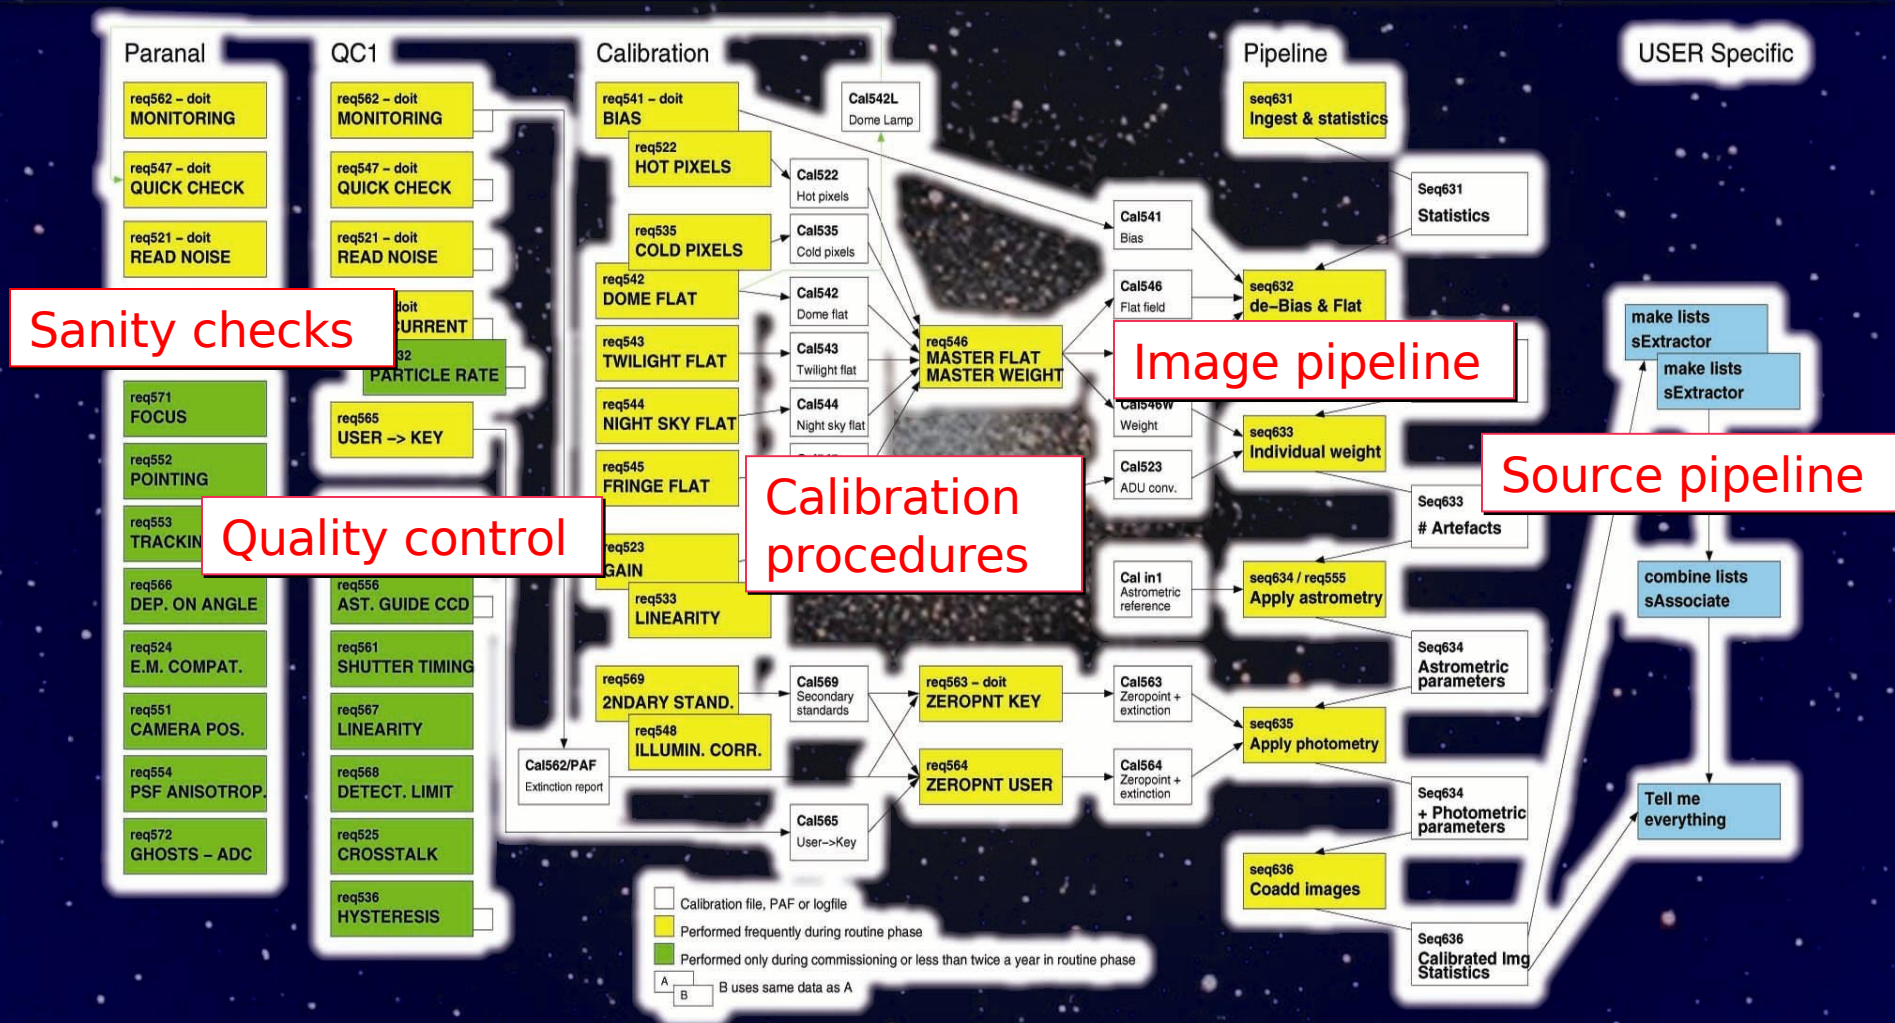 Paranal
req562 – doit
MONITORING
req547 – doit
QUICK CHECK
req521 – doit
READ NOISE
Sanity checks
req571
FOCUS
req552
POINTING
req553
TRACKIN
req566
DEP. ON ANGLE
req524
E.M. COMPAT.
req551
CAMERA POS.
req554
PSF ANISOTROP.
req572
GHOSTS – ADC
QC1
req562 – doit
MONITORING
req547 – doit
QUICK CHECK
req521 – doit
READ NOISE
doit
CURRENT
32
PARTICLE RATE
req565
USER –> KEY
Quality control
req556
AST. GUIDE CCD
req561
SHUTTER TIMING
req567
LINEARITY
req568
DETECT. LIMIT
req525
CROSSTALK
req536
HYSTERESIS
Calibration
req541 – doit
BIAS
req522
HOT PIXELS
req535
COLD PIXELS
req542
DOME FLAT
req543
TWILIGHT FLAT
req544
NIGHT SKY FLAT
req545
FRINGE FLAT
req523
GAIN
req533
LINEARITY
req569
2NDARY STAND.
req548
ILLUMIN. CORR.
Cal562/PAF
Extinction report
Cal542L
Dome Lamp
Cal522
Hot pixels
Cal535
Cold pixels
Cal542
Dome flat
Cal543
Twilight flat
Cal544
Night sky flat
Calibration
procedures
Cal569
Secondary
standards
Cal565
User–>Key
req546
MASTER FLAT
MASTER WEIGHT
req563 – doit
ZEROPNT KEY
req564
ZEROPNT USER
Cal541
Bias
Cal546
Flat field
Image pipeline
Cal546W
Weight
Cal523
ADU conv.
Cal in1
Astrometric
reference
Cal563
Zeropoint +
extinction
Cal564
Zeropoint +
extinction
Pipeline
seq631
Ingest & statistics
Seq631
Statistics
seq632
de–Bias & Flat
seq633
Individual weight
Seq633
# Artefacts
seq634 / req555
Apply astrometry
Seq634
Astrometric
parameters
seq635
Apply photometry
Seq634
+ Photometric
parameters
seq636
Coadd images
Seq636
Calibrated Img
Statistics
USER Specific
make lists
sExtractor
make lists
sExtractor
Source pipeline
combine lists
sAssociate
Tell me
everything
Calibration file, PAF or logfile
Performed frequently during routine phase
Performed only during commissioning or less than twice a year in routine phase
A
B
B uses same data as A